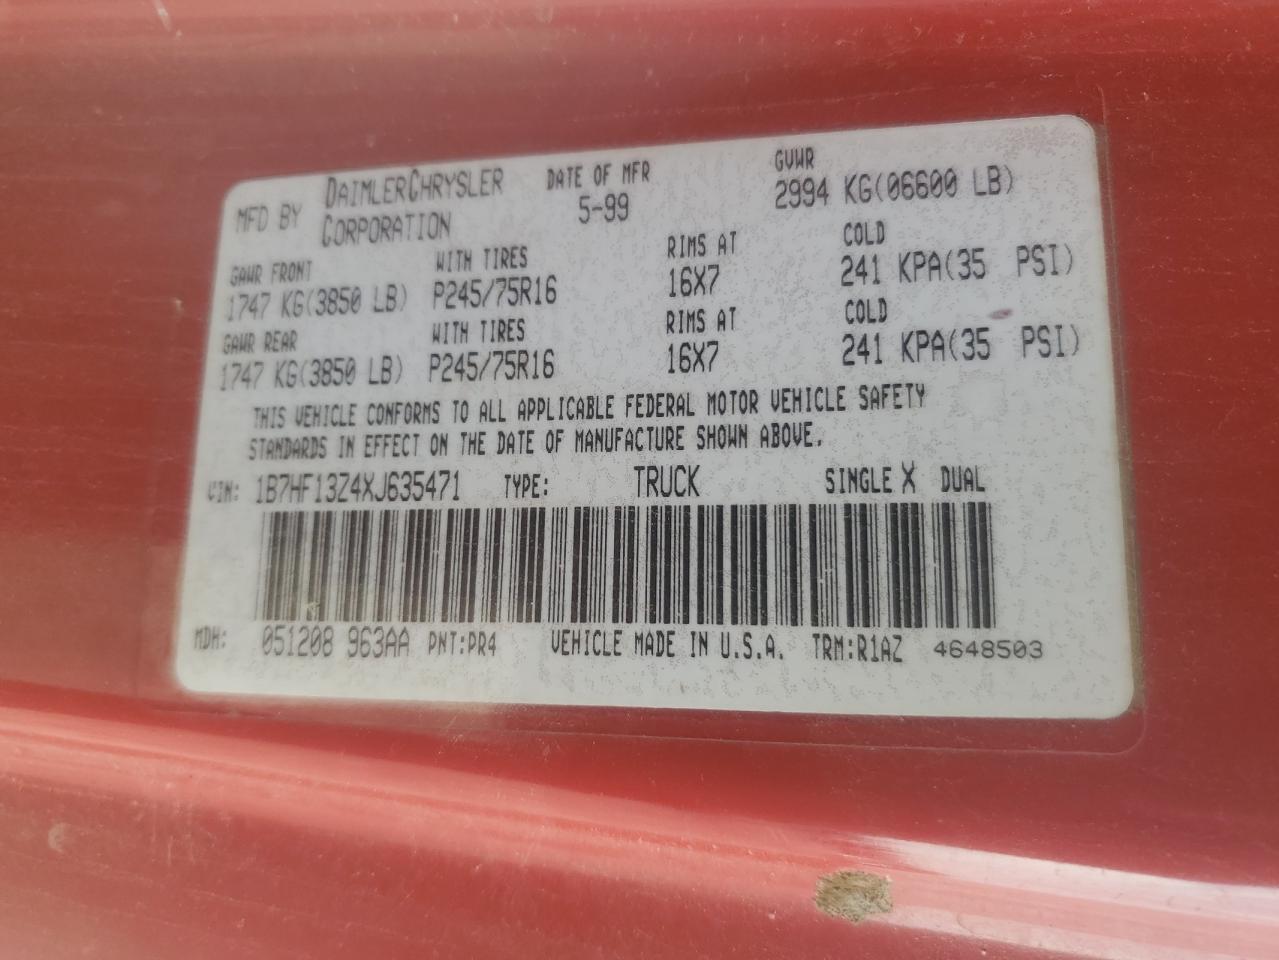 MFD BY DAIMLERCHRYSLER CORPORATION DATE OF MFR 5-99 GVWR 2994 KG(06600 LB)
GAWR FRONT WITH TIRES RIMS AT COLD
1747 KG(3850 LB) P245/75R16 16X7 241 KPA(35 PSI)
GAWR REAR WITH TIRES RIMS AT COLD
1747 KG(3850 LB) P245/75R16 16X7 241 KPA(35 PSI)
THIS VEHICLE CONFORMS TO ALL APPLICABLE FEDERAL MOTOR VEHICLE SAFETY
STANDARDS IN EFFECT ON THE DATE OF MANUFACTURE SHOWN ABOVE.
VIN: 1B7HF13Z4XJ635471 TYPE: TRUCK SINGLE X DUAL
MDH: 051208 963AA PNT:PR4 VEHICLE MADE IN U.S.A. TRM:R1AZ 4648503